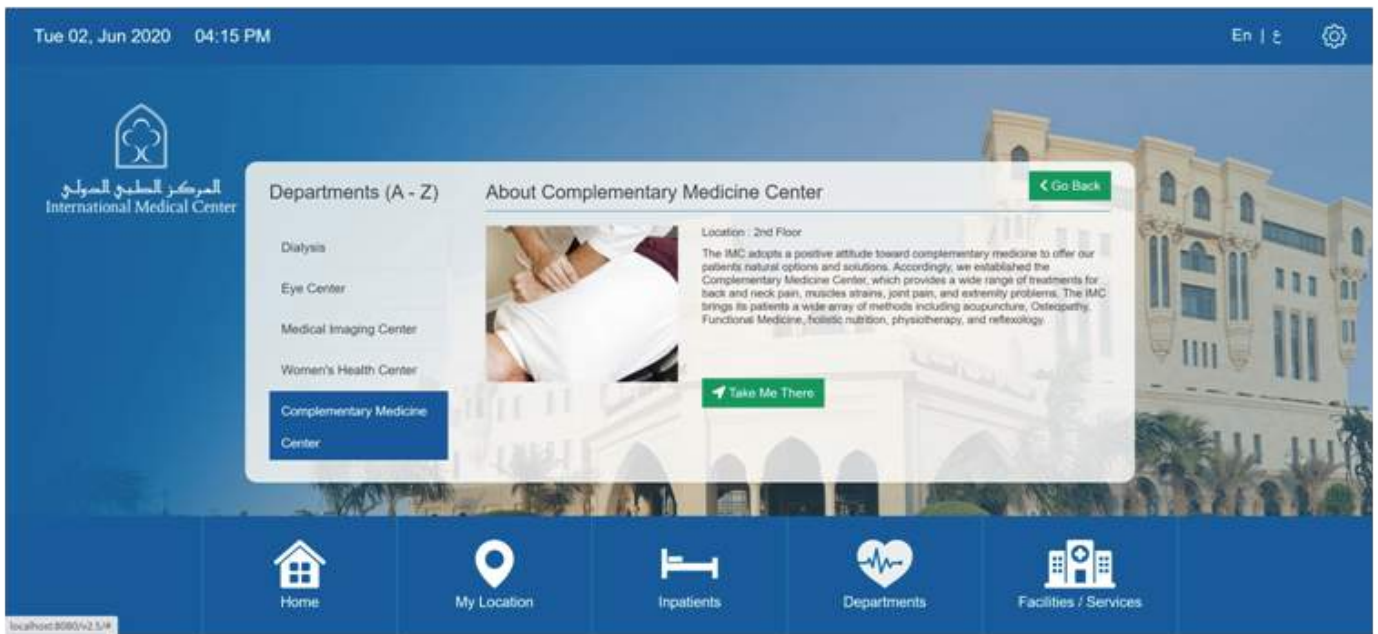 Tue 02, Jun 2020 04:15 PM
En | ع
المركز الطبي الدولي
International Medical Center
Departments (A - Z)
About Complementary Medicine Center
Go Back
Dialysis
Eye Center
Medical Imaging Center
Women's Health Center
Complementary Medicine
Center
Location : 2nd Floor
The IMC adopts a positive attitude toward complementary medicine to offer our
patients natural options and solutions. Accordingly, we established the
Complementary Medicine Center, which provides a wide range of treatments for
back and neck pain, muscles strains, joint pain, and extremity problems. The IMC
brings its patients a wide array of methods including acupuncture, Osteopathy,
Functional Medicine, holistic nutrition, physiotherapy, and reflexology.
Take Me There
Home
My Location
Inpatients
Departments
Facilities / Services
localhost:8080/v2.5/#